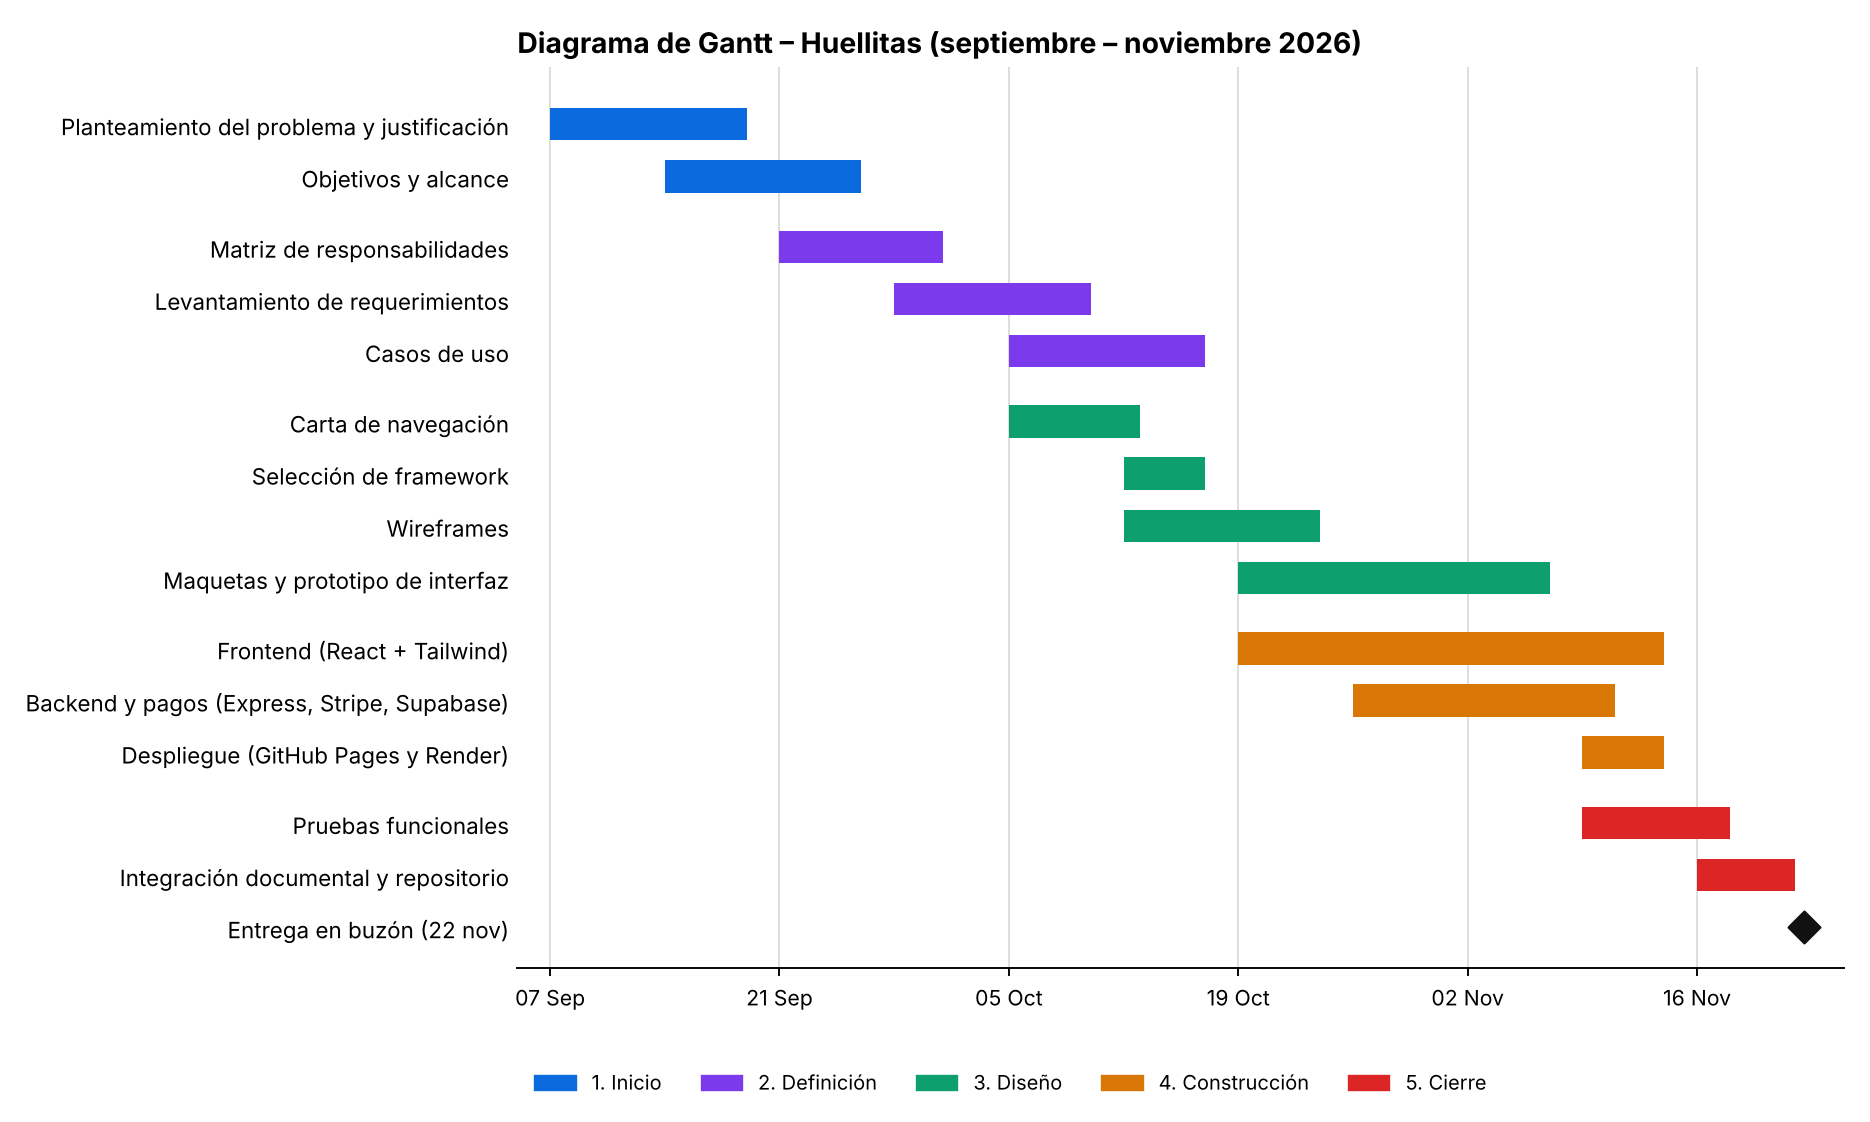 Diagrama de Gantt – Huellitas (septiembre – noviembre 2026)
Planteamiento del problema y justificación
Objetivos y alcance
Matriz de responsabilidades
Levantamiento de requerimientos
Casos de uso
Carta de navegación
Selección de framework
Wireframes
Maquetas y prototipo de interfaz
Frontend (React + Tailwind)
Backend y pagos (Express, Stripe, Supabase)
Despliegue (GitHub Pages y Render)
Pruebas funcionales
Integración documental y repositorio
Entrega en buzón (22 nov)
07 Sep 21 Sep 05 Oct 19 Oct 02 Nov 16 Nov
1. Inicio 2. Definición 3. Diseño 4. Construcción 5. Cierre